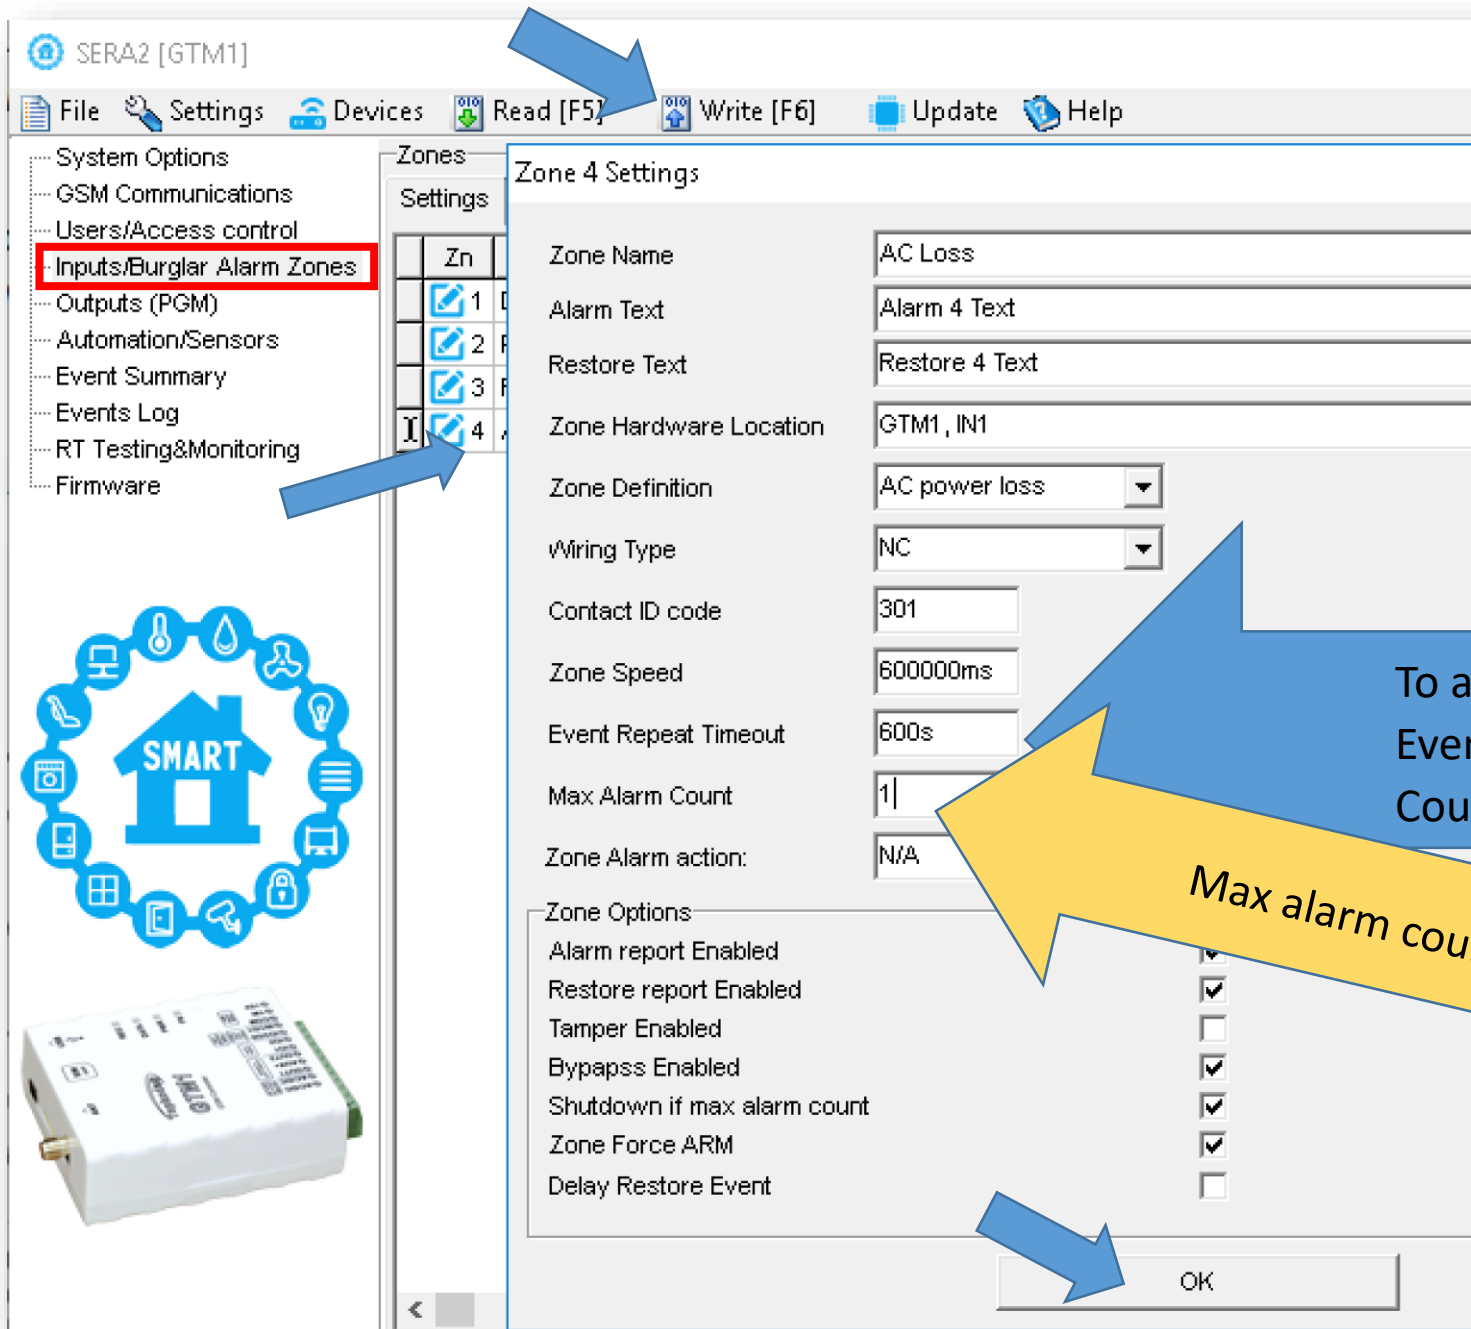 SERA2 [GTM1]
File Settings Devices Read [F5] Write [F6] Update Help
System Options
GSM Communications
Users/Access control
Inputs/Burglar Alarm Zones
Outputs (PGM)
Automation/Sensors
Event Summary
Events Log
RT Testing&Monitoring
Firmware
SMART
GTM1
Zones
Settings
Zn
1
2
3
4
Zone 4 Settings
Zone Name AC Loss
Alarm Text Alarm 4 Text
Restore Text Restore 4 Text
Zone Hardware Location GTM1, IN1
Zone Definition AC power loss
Wiring Type NC
Contact ID code 301
Zone Speed 600000ms
Event Repeat Timeout 600s
Max Alarm Count 1
Zone Alarm action: N/A
Zone Options
Alarm report Enabled
Restore report Enabled
Tamper Enabled
Bypapss Enabled
Shutdown if max alarm count
Zone Force ARM
Delay Restore Event
OK
To a
Ever
Cou
Max alarm cou